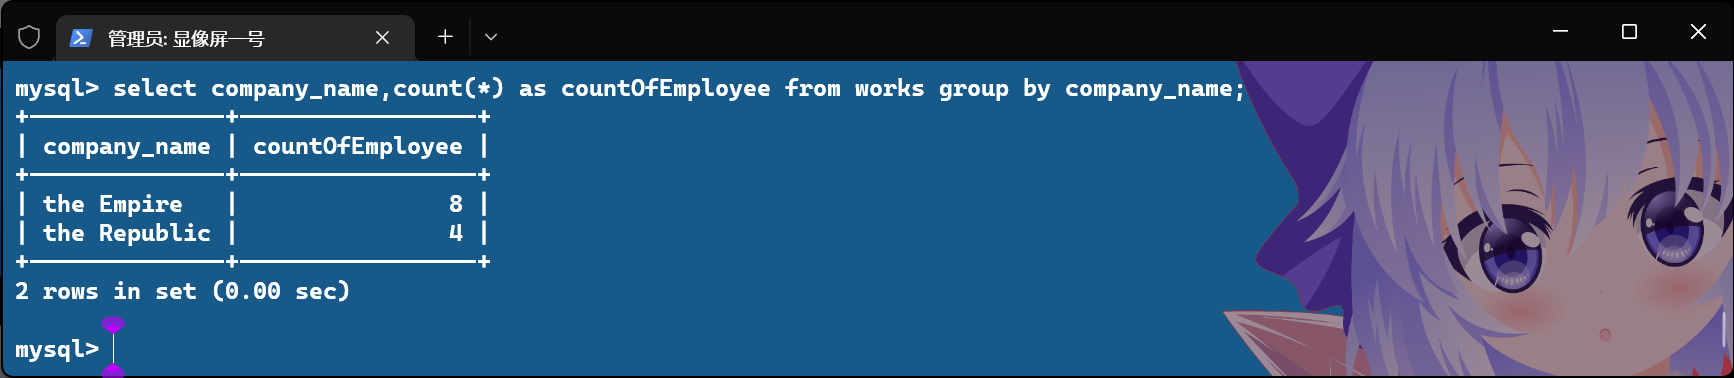 管理员: 显像屏一号
mysql> select company_name,count(*) as countOfEmployee from works group by company_name;
+--------------+-----------------+
| company_name | countOfEmployee |
+--------------+-----------------+
| the Empire   |               8 |
| the Republic |               4 |
+--------------+-----------------+
2 rows in set (0.00 sec)
mysql>